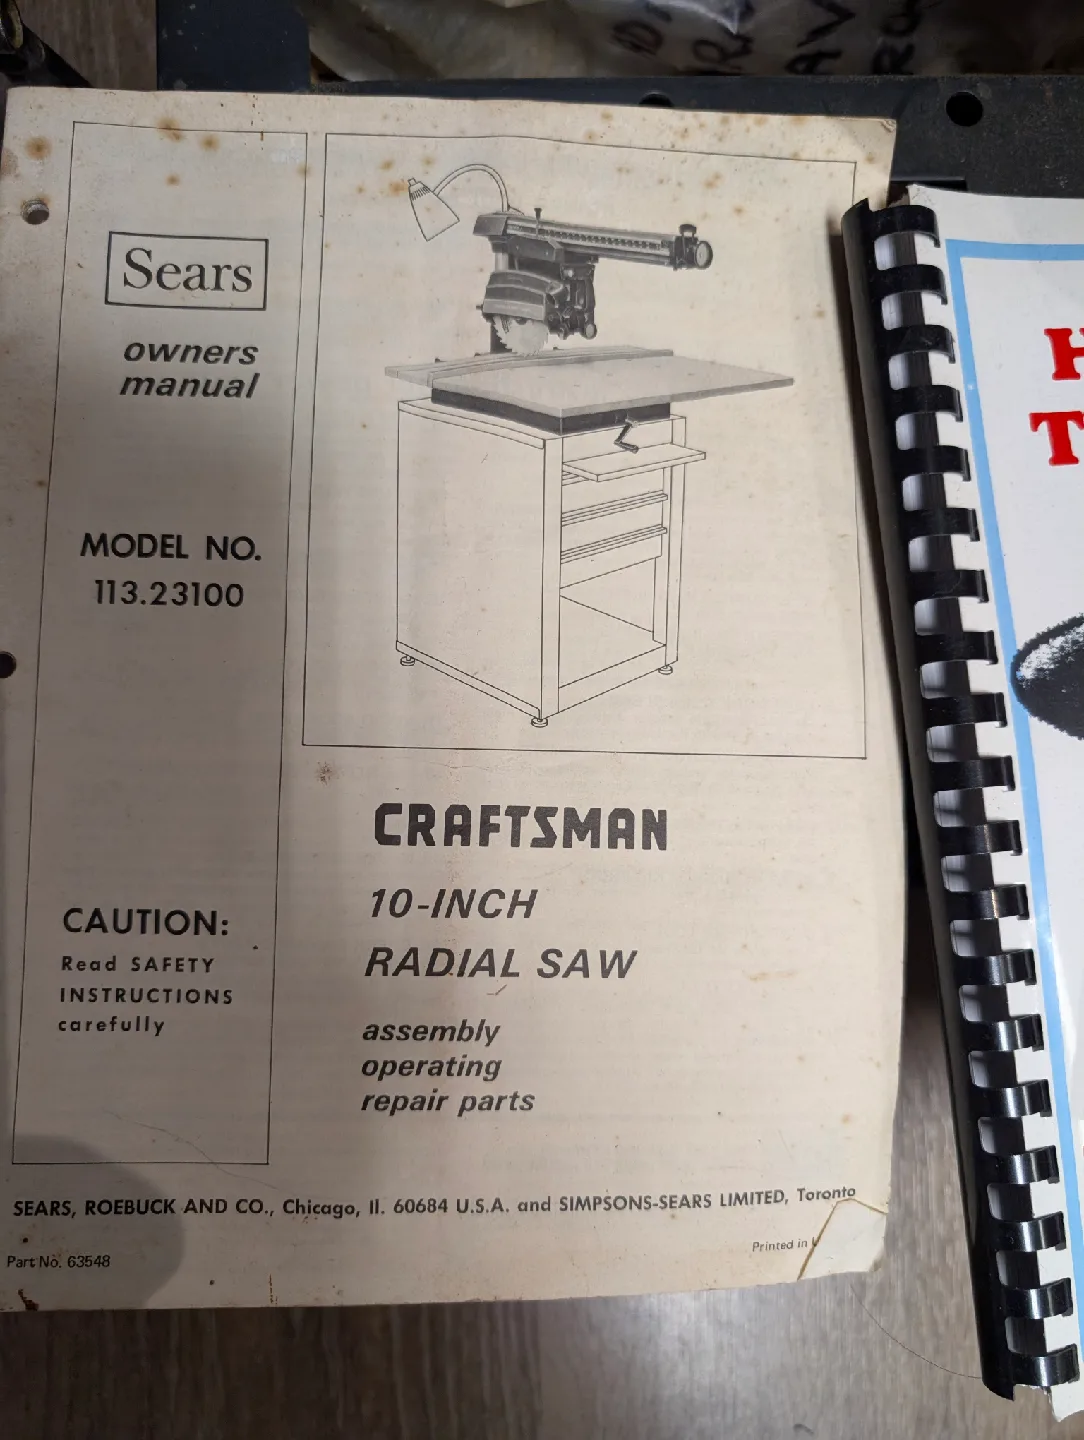 Sears
owners
manual
MODEL NO.
113.23100
CAUTION:
Read SAFETY
INSTRUCTIONS
carefully
CRAFTSMAN
10-INCH
RADIAL SAW
assembly
operating
repair parts
SEARS, ROEBUCK AND CO., Chicago, Il. 60684 U.S.A. and SIMPSONS-SEARS LIMITED, Toronto
Part No. 63548
Printed in
H
T